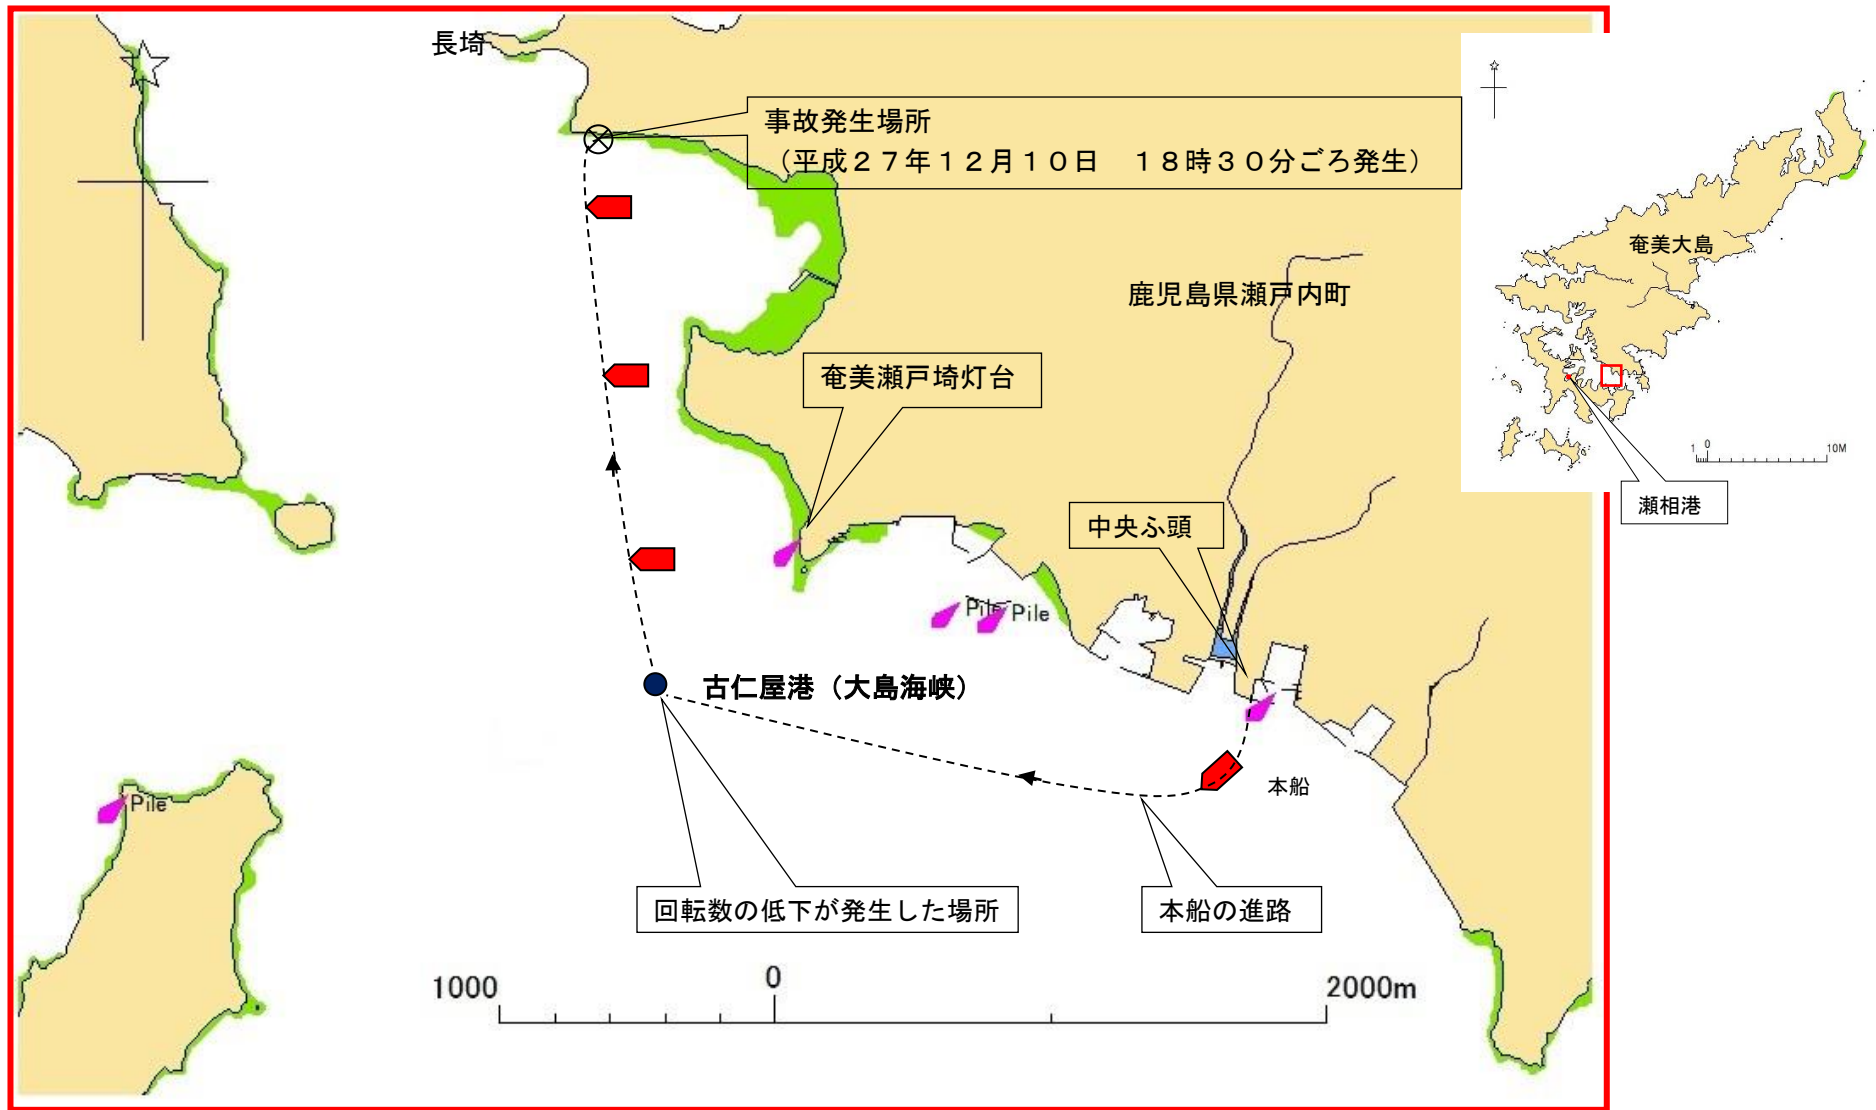 長埼
事故発生場所
（平成２７年１２月１０日　１８時３０分ごろ発生）
奄美大島
鹿児島県瀬戸内町
奄美瀬戸埼灯台
1 0 10M
瀬相港
中央ふ頭
Pile
Pile
古仁屋港（大島海峡）
本船
Pile
回転数の低下が発生した場所
本船の進路
1000 0 2000m